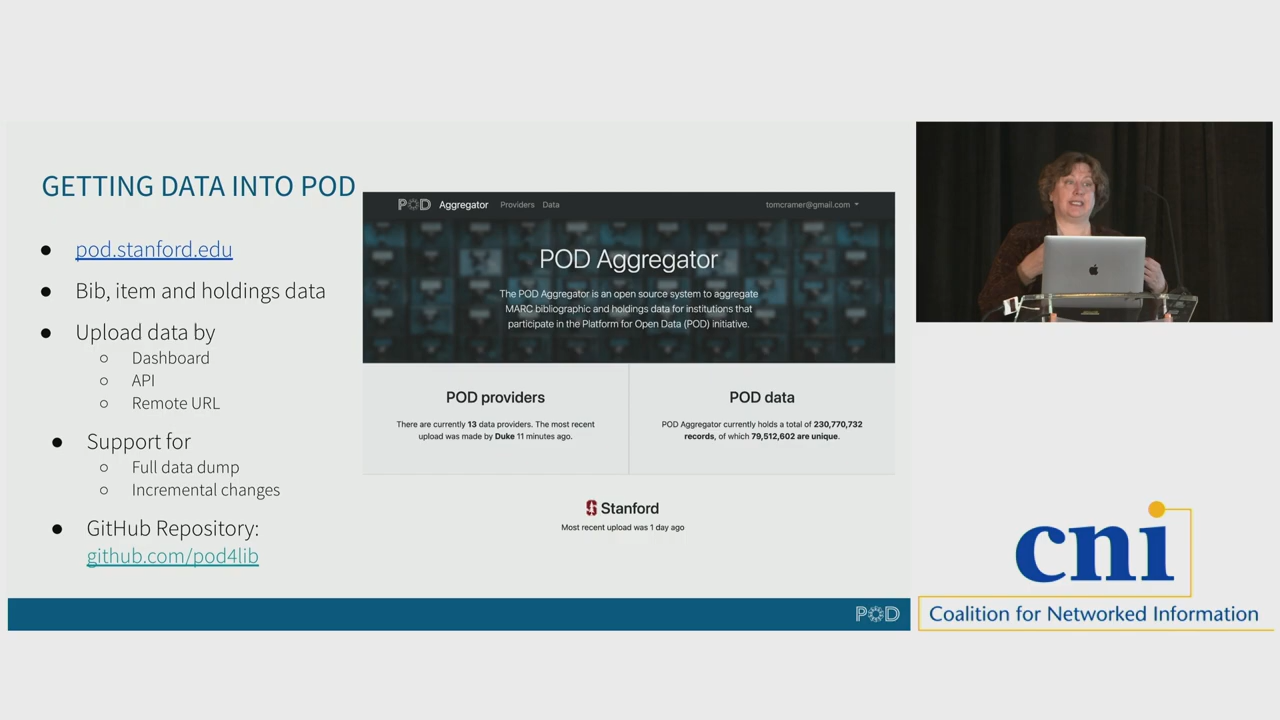 GETTING DATA INTO POD
● pod.stanford.edu
● Bib, item and holdings data
● Upload data by
○ Dashboard
○ API
○ Remote URL
● Support for
○ Full data dump
○ Incremental changes
● GitHub Repository:
github.com/pod4lib
POD Aggregator Providers Data tomcramer@gmail.com
POD Aggregator
The POD Aggregator is an open source system to aggregate
MARC bibliographic and holdings data for institutions that
participate in the Platform for Open Data (POD) initiative.
POD providers
There are currently 13 data providers. The most recent
upload was made by Duke 11 minutes ago.
POD data
POD Aggregator currently holds a total of 230,770,732
records, of which 79,512,602 are unique.
Stanford
Most recent upload was 1 day ago
POD
cni
Coalition for Networked Information